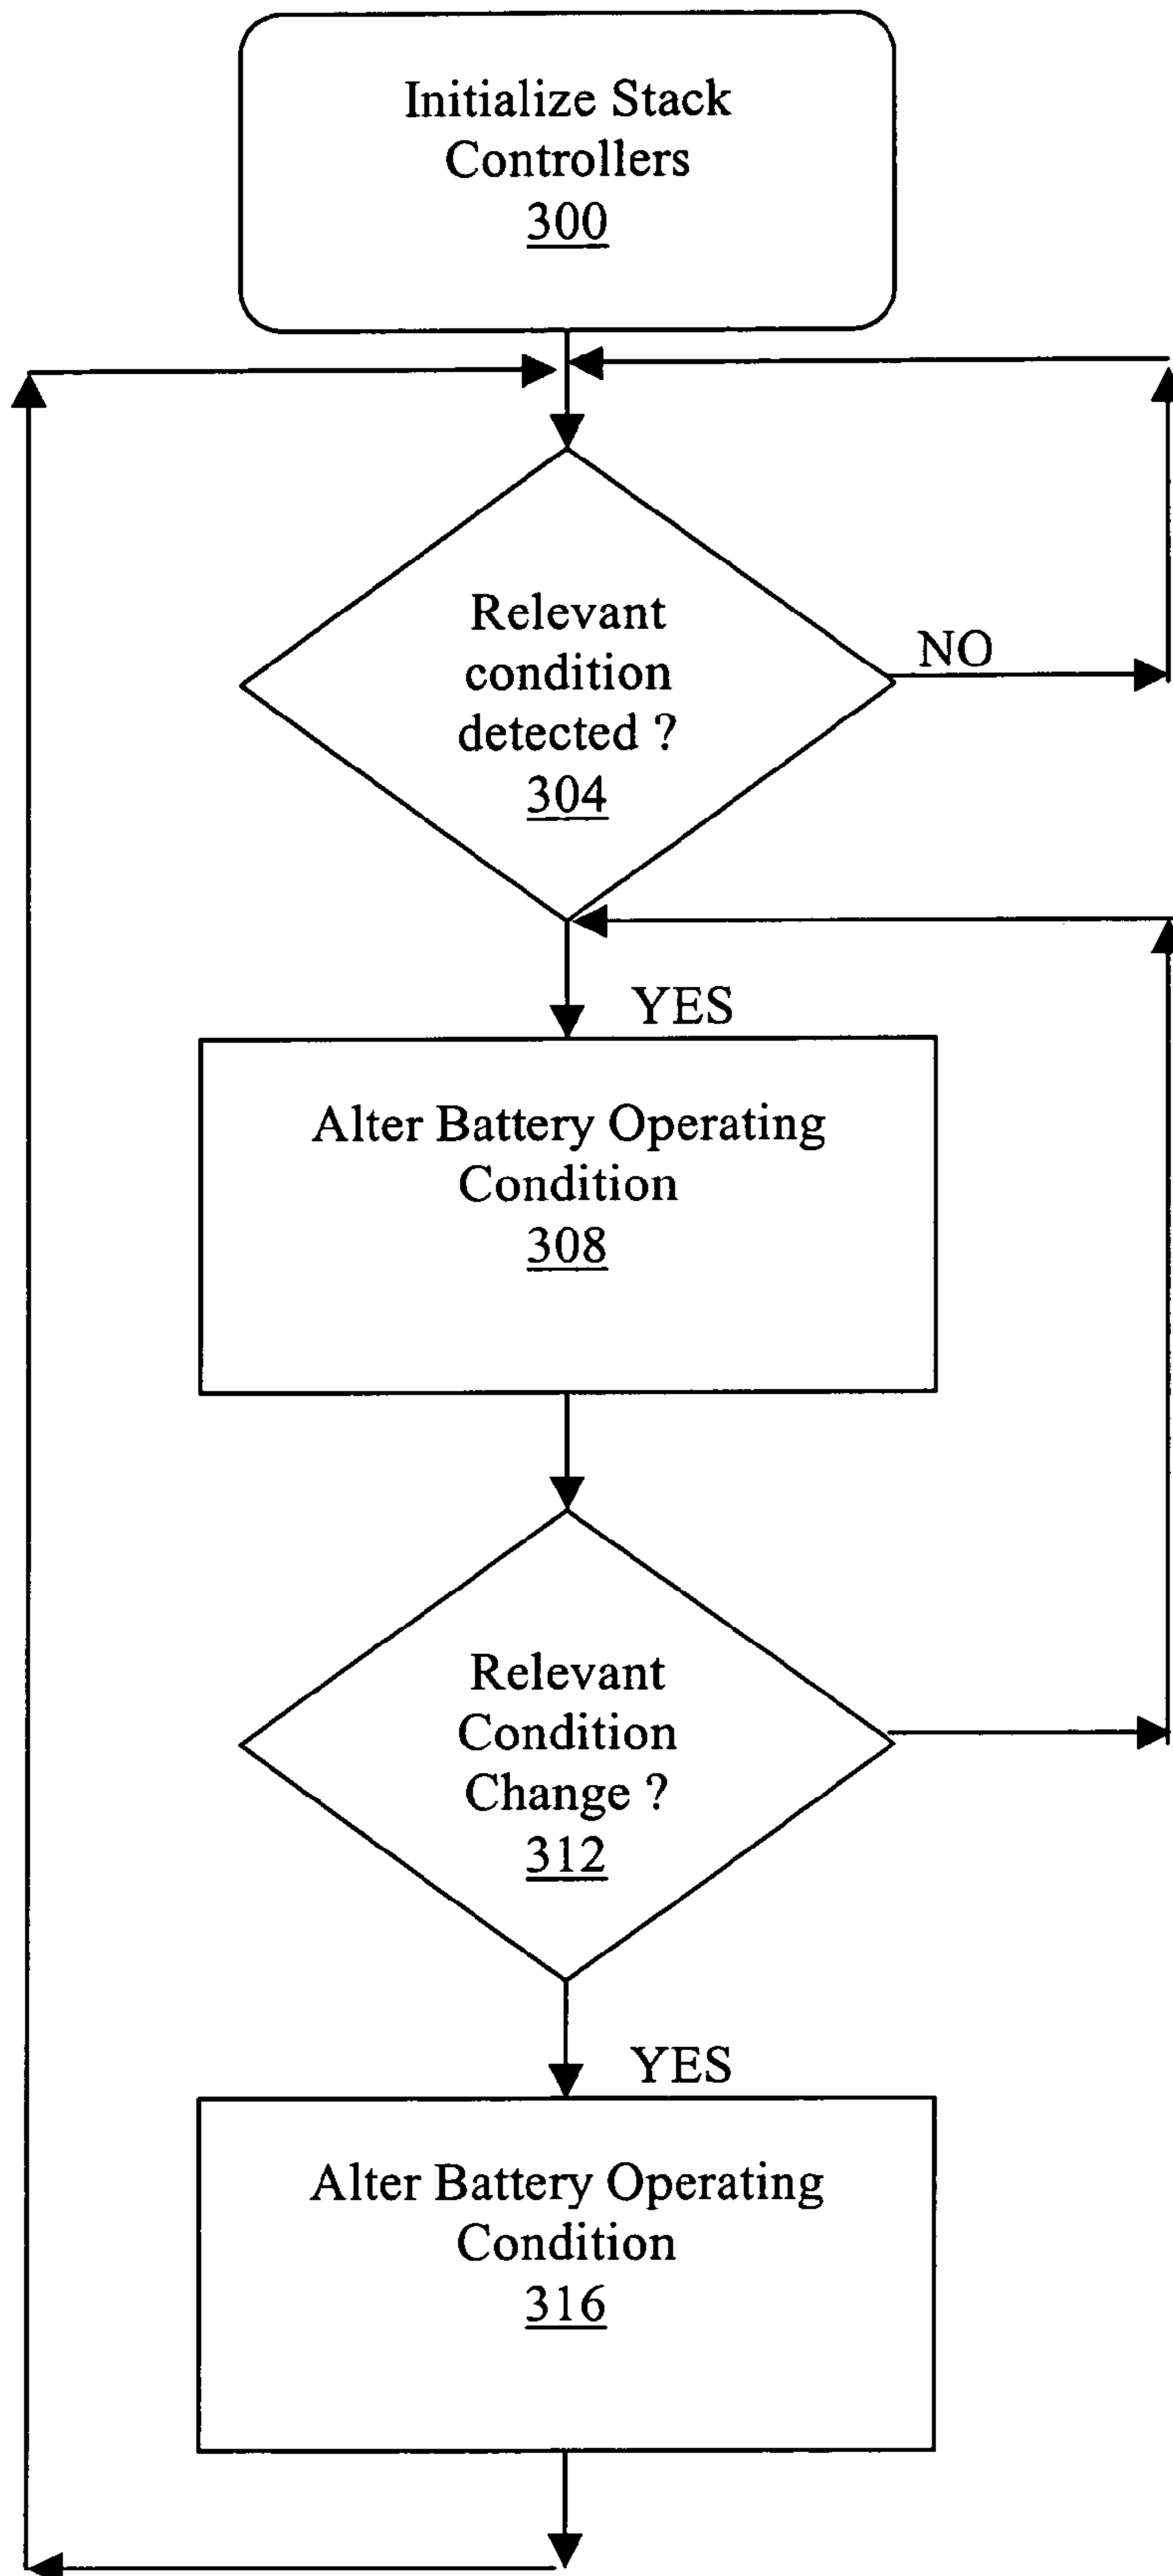 Initialize Stack
Controllers
300
Relevant
condition
detected ?
304
NO
YES
Alter Battery Operating
Condition
308
Relevant
Condition
Change ?
312
YES
Alter Battery Operating
Condition
316